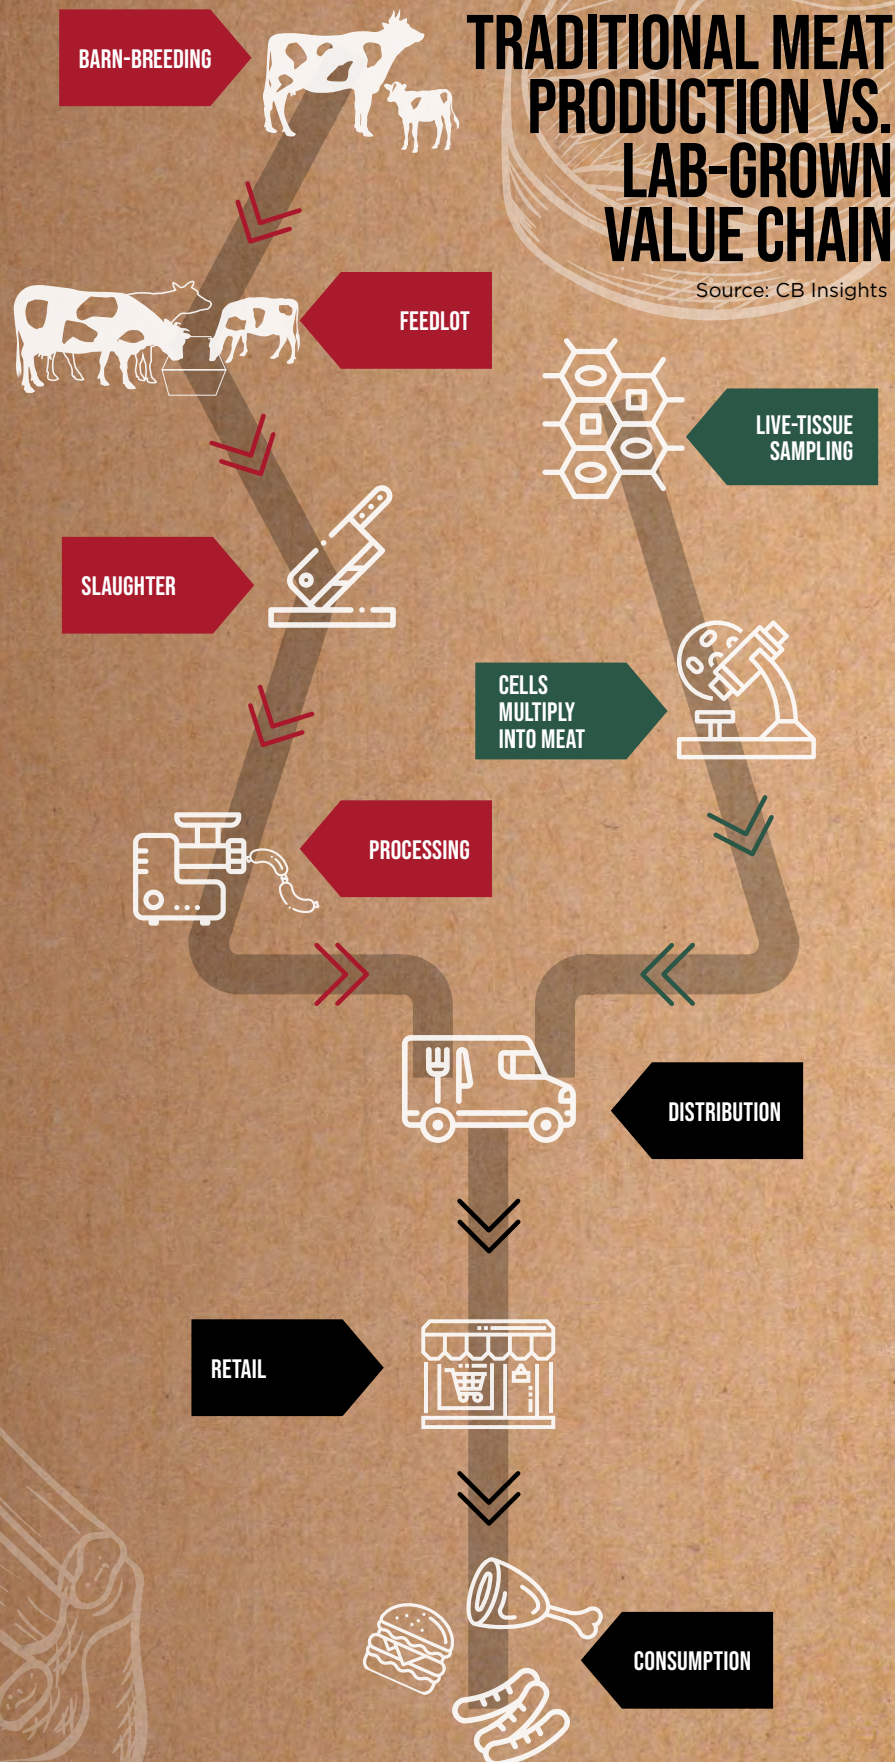 TRADITIONAL MEAT
PRODUCTION VS.
LAB-GROWN
VALUE CHAIN
Source: CB Insights
BARN-BREEDING
FEEDLOT
LIVE-TISSUE
SAMPLING
SLAUGHTER
CELLS
MULTIPLY
INTO MEAT
PROCESSING
DISTRIBUTION
RETAIL
CONSUMPTION